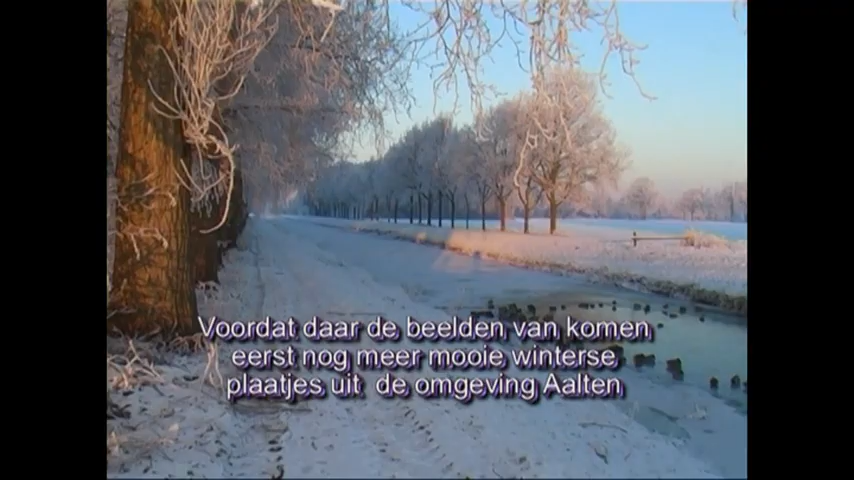 Voordat daar de beelden van komen
eerst nog meer mooie winterse
plaatjes uit de omgeving Aalten